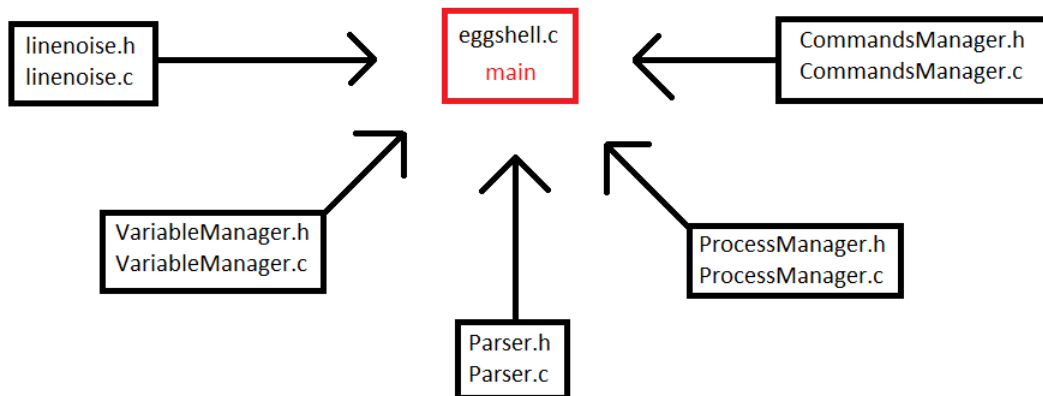 linenoise.h
linenoise.c
eggshell.c
main
CommandsManager.h
CommandsManager.c
VariableManager.h
VariableManager.c
ProcessManager.h
ProcessManager.c
Parser.h
Parser.c